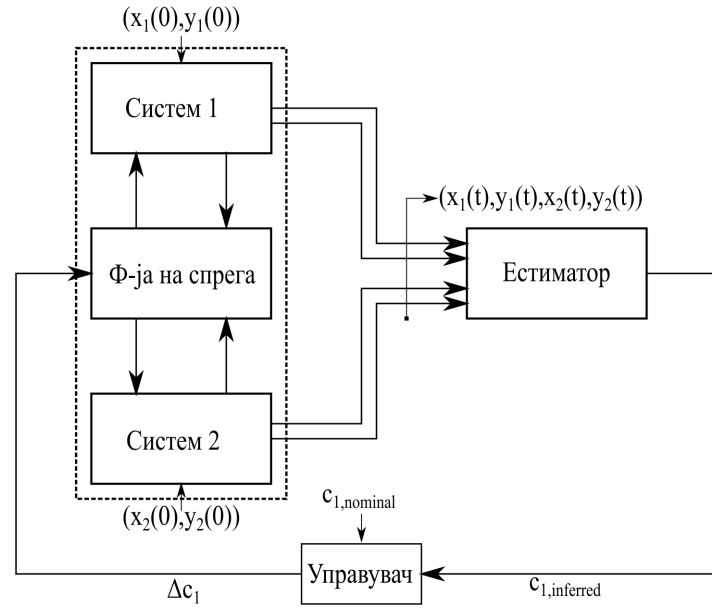 (x₁(0),y₁(0))
Систем 1
(x₁(t),y₁(t),x₂(t),y₂(t))
Ф-ја на спрега
Естиматор
Систем 2
(x₂(0),y₂(0))
c₁,nominal
Управувач
Δc₁
c₁,inferred